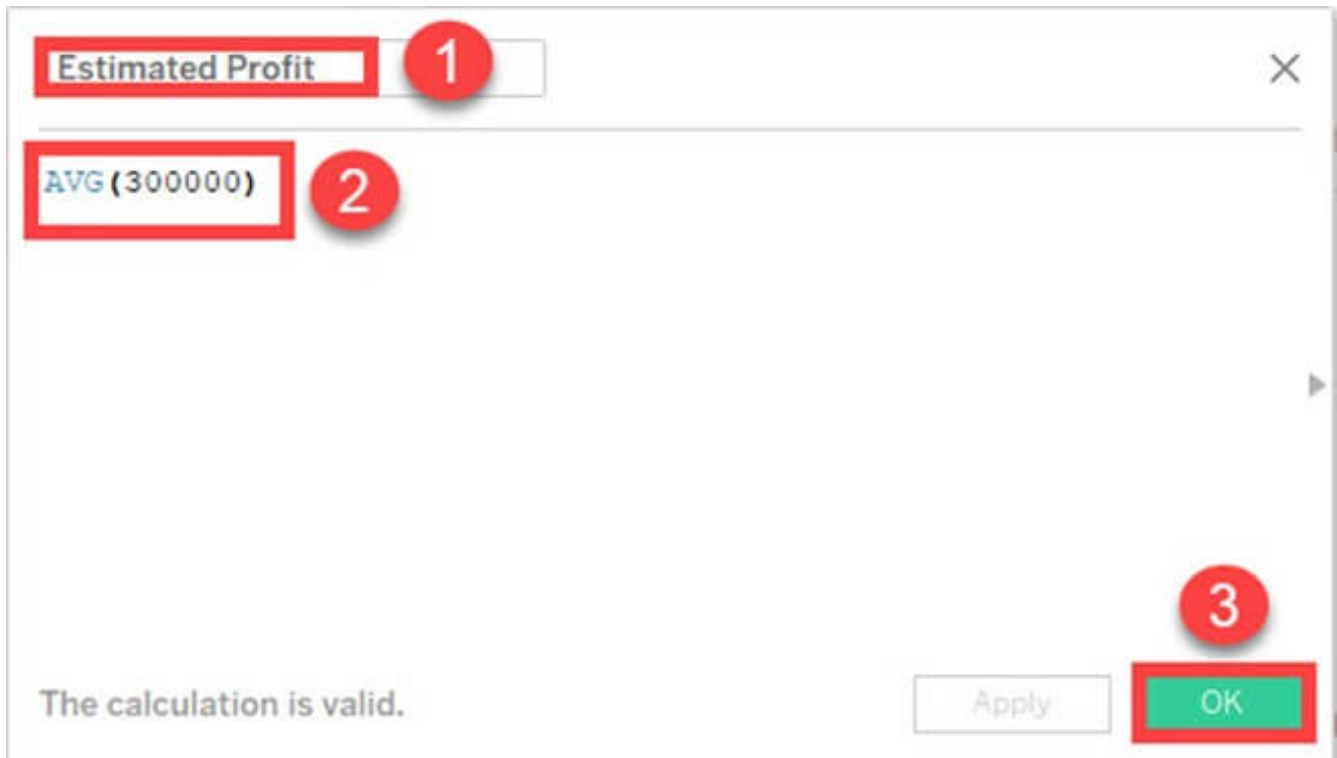 Estimated Profit 1
AVG(300000) 2
3
The calculation is valid. Apply OK